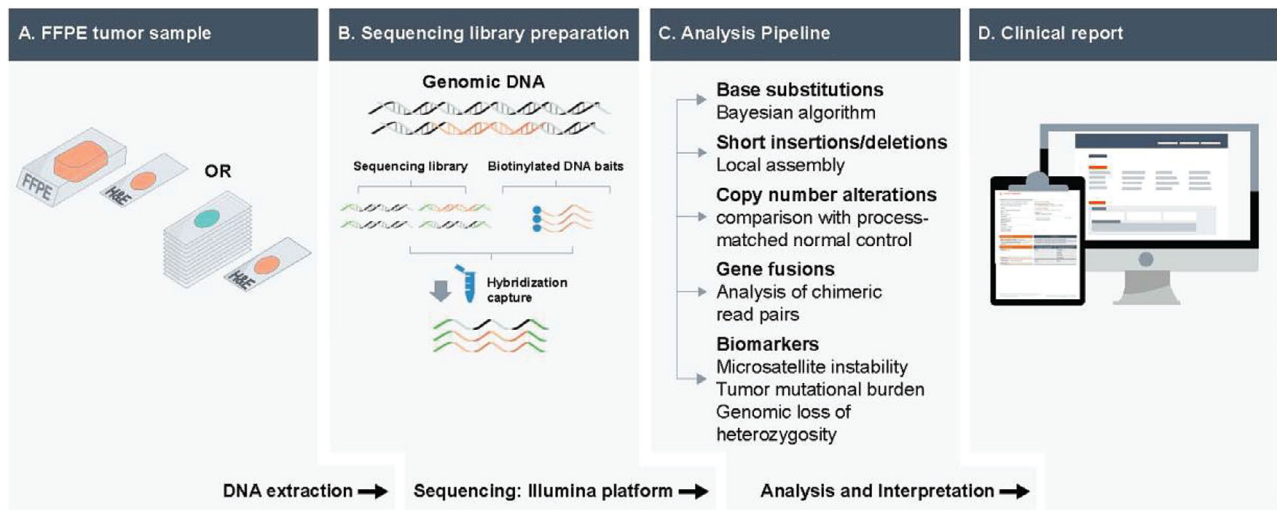 A. FFPE tumor sample
FFPE
H&E
OR
H&E
DNA extraction
B. Sequencing library preparation
Genomic DNA
Sequencing library
Biotinylated DNA baits
Hybridization
capture
Sequencing: Illumina platform
C. Analysis Pipeline
Base substitutions
Bayesian algorithm
Short insertions/deletions
Local assembly
Copy number alterations
comparison with process-
matched normal control
Gene fusions
Analysis of chimeric
read pairs
Biomarkers
Microsatellite instability
Tumor mutational burden
Genomic loss of
heterozygosity
Analysis and Interpretation
D. Clinical report